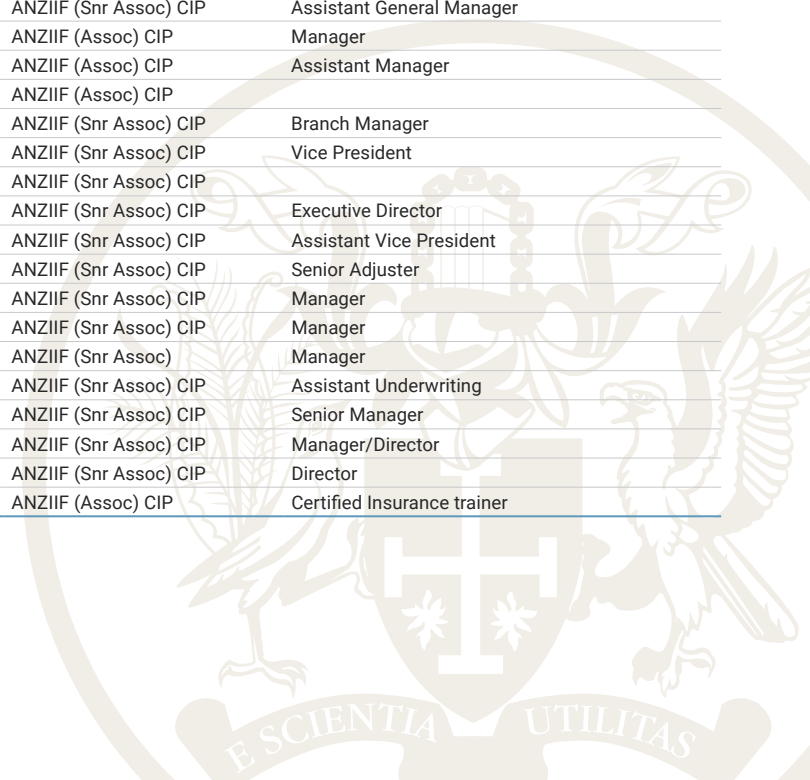 ANZIIF (Snr Assoc) CIP Assistant General Manager
ANZIIF (Assoc) CIP Manager
ANZIIF (Assoc) CIP Assistant Manager
ANZIIF (Assoc) CIP
ANZIIF (Snr Assoc) CIP Branch Manager
ANZIIF (Snr Assoc) CIP Vice President
ANZIIF (Snr Assoc) CIP
ANZIIF (Snr Assoc) CIP Executive Director
ANZIIF (Snr Assoc) CIP Assistant Vice President
ANZIIF (Snr Assoc) CIP Senior Adjuster
ANZIIF (Snr Assoc) CIP Manager
ANZIIF (Snr Assoc) CIP Manager
ANZIIF (Snr Assoc) Manager
ANZIIF (Snr Assoc) CIP Assistant Underwriting
ANZIIF (Snr Assoc) CIP Senior Manager
ANZIIF (Snr Assoc) CIP Manager/Director
ANZIIF (Snr Assoc) CIP Director
ANZIIF (Assoc) CIP Certified Insurance trainer
E SCIENTIA UTILITAS